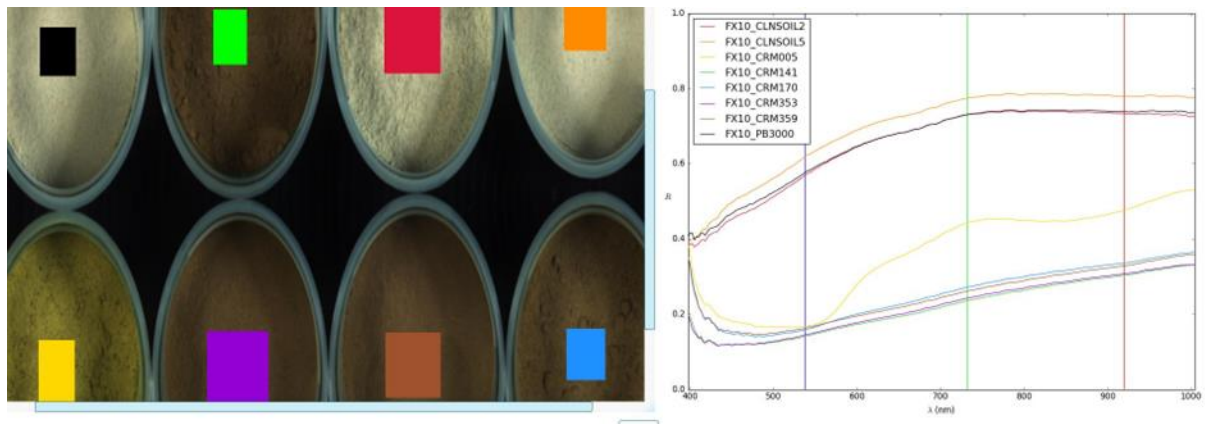 1.0
FX10_CLNSOIL2
FX10_CLNSOIL5
FX10_CRM005
FX10_CRM141
FX10_CRM170
FX10_CRM353
FX10_CRM359
FX10_PB3000
0.8
0.6
0.4
0.2
0.0
400 500 600 700 800 900 1000
λ (nm)